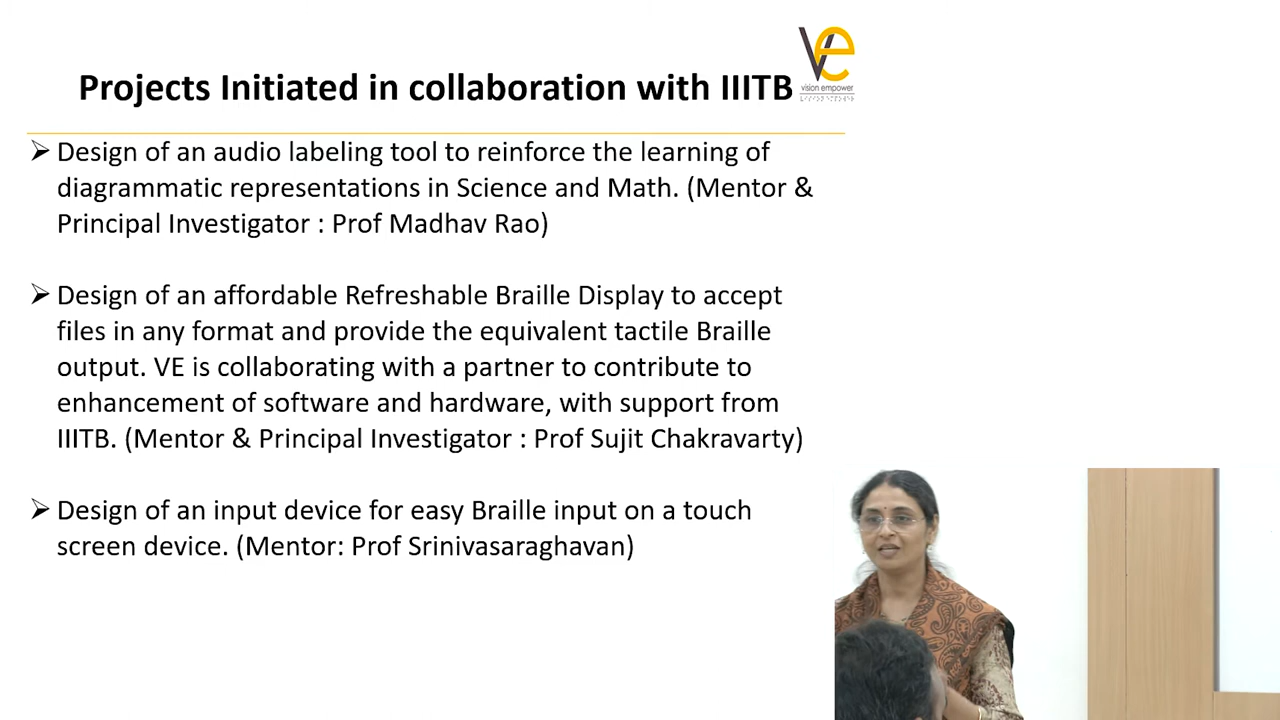 Projects Initiated in collaboration with IIITB
vision empower
➢ Design of an audio labeling tool to reinforce the learning of
diagrammatic representations in Science and Math. (Mentor &
Principal Investigator : Prof Madhav Rao)
➢ Design of an affordable Refreshable Braille Display to accept
files in any format and provide the equivalent tactile Braille
output. VE is collaborating with a partner to contribute to
enhancement of software and hardware, with support from
IIITB. (Mentor & Principal Investigator : Prof Sujit Chakravarty)
➢ Design of an input device for easy Braille input on a touch
screen device. (Mentor: Prof Srinivasaraghavan)